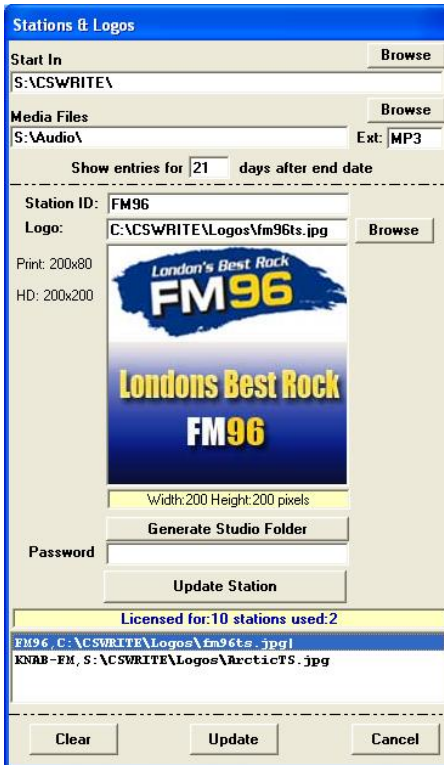 Stations & Logos
Start In
Browse
S:\CSWRITE\
Media Files
Browse
S:\Audio\
Ext: MP3
Show entries for 21 days after end date
Station ID: FM96
Logo: C:\CSWRITE\Logos\fm96ts.jpg Browse
Print: 200x80
HD: 200x200
London's Best Rock
FM96
Londons Best Rock
FM96
Width:200 Height:200 pixels
Generate Studio Folder
Password
Update Station
Licensed for:10 stations used:2
FM96,C:\CSWRITE\Logos\fm96ts.jpg|
KNAB-FM,S:\CSWRITE\Logos\ArcticTS.jpg
Clear Update Cancel